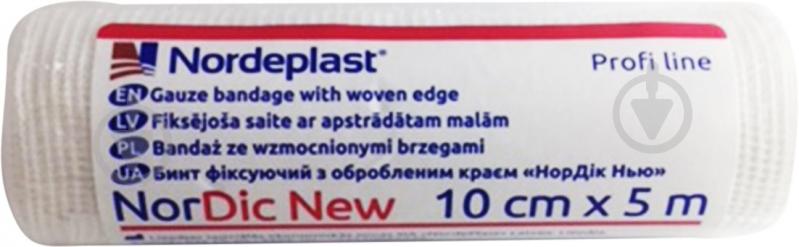 Nordeplast® Profi line
EN Gauze bandage with woven edge
LV Fiksējoša saite ar apstrādātam malām
PL Bandaż ze wzmocnionymi brzegami
UA Бинт фіксуючий з обробленим краєм «НорДік Нью»
NorDic New 10 cm x 5 m